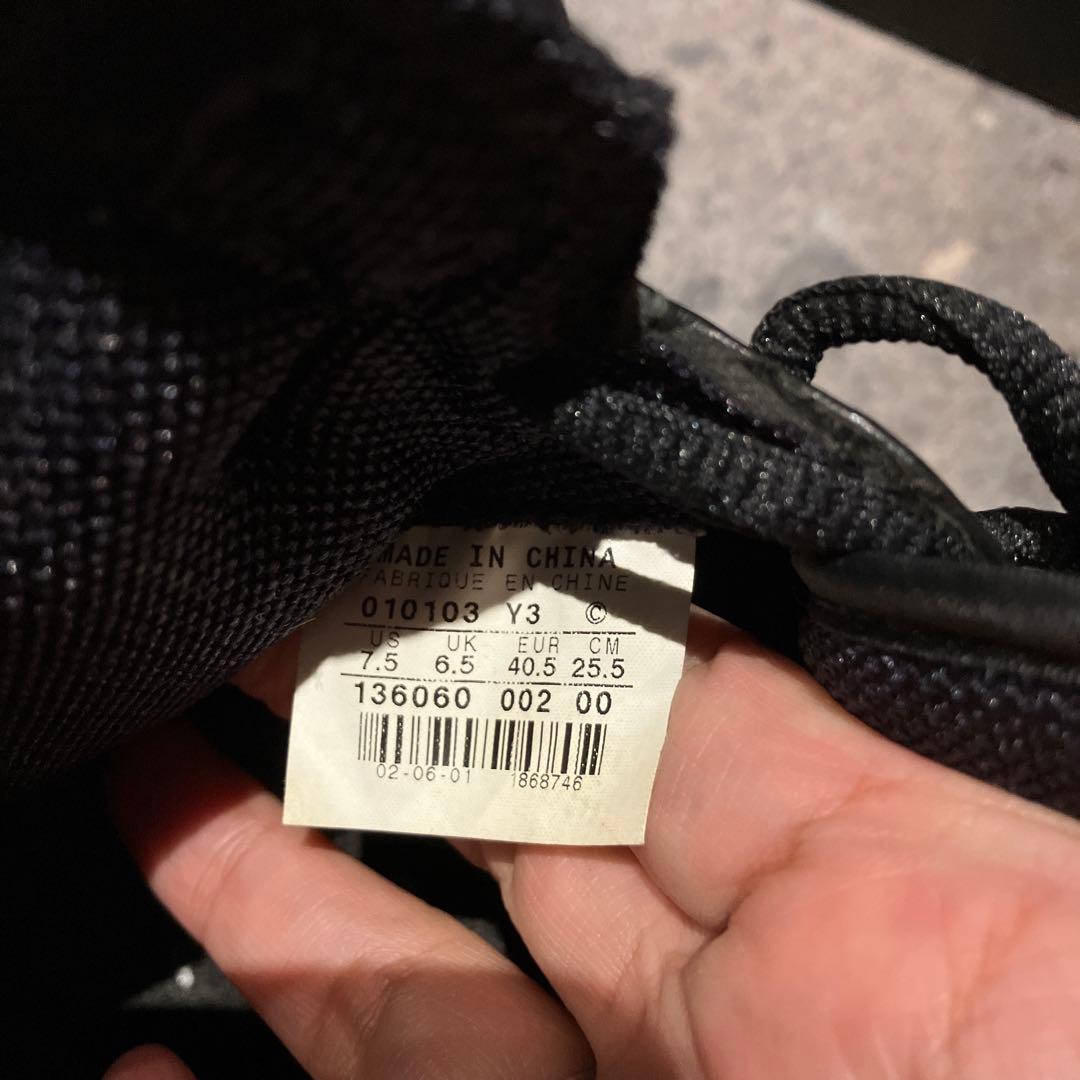 MADE IN CHINA
FABRIQUE EN CHINE
010103 Y3 ©
US UK EUR CM
7.5 6.5 40.5 25.5
136060 002 00
02-06-01 1868746